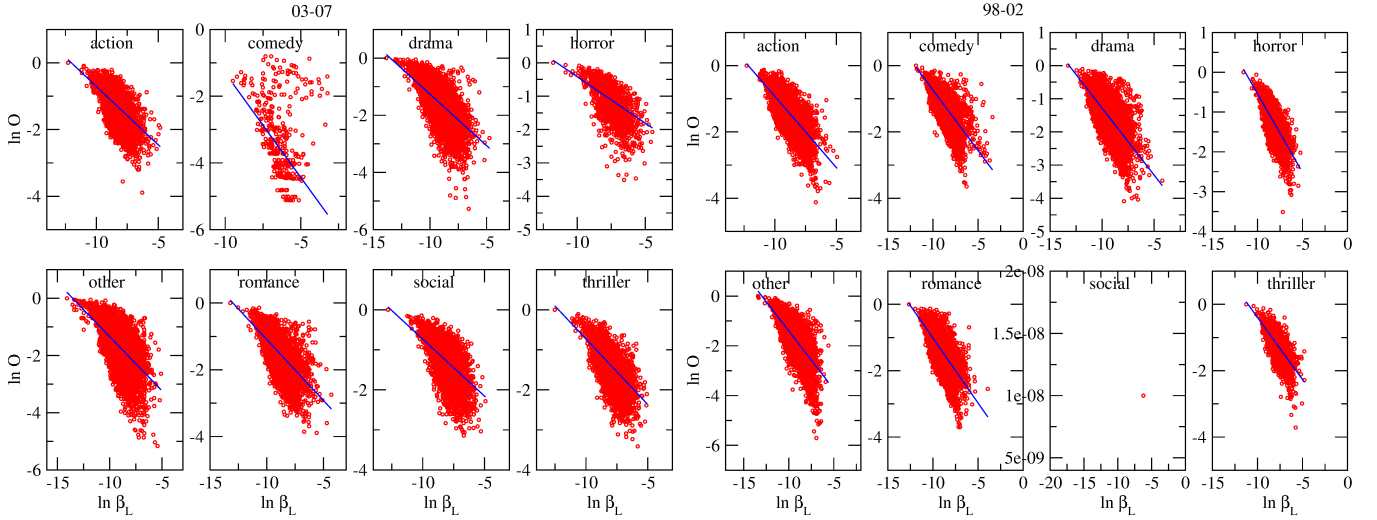 03-07
98-02
action comedy drama horror
action comedy drama horror
0 0 0 1
-2 -2 -2 0
-4 -4 -4 -1
-6 -6 -2
-3
-4
-5
0 0 1 1
-2 -2 0 0
-4 -4 -1 -1
-2 -2
-3 -3
-4 -4
-5
ln O
ln O
-10 -5 -10 -5 -15 -10 -5 -10 -5
-10 -5 0 -15 -10 -5 0 -15 -10 -5 0 -15 -10 -5 0
other romance social thriller
other romance social thriller
0 0 0 0
-2 -2 -2 -2
-4 -4 -4 -4
-6
0 0 2e-08 0
-2 -2 1.5e-08 -2
-4 -4 1e-08 -4
-6 5e-09
ln O
ln O
-15 -10 -5 -15 -10 -5 -15 -10 -5 -15 -10 -5
-15 -10 -5 0 -15 -10 -5 0 -20 -15 -10 -5 0 -15 -10 -5 0
ln β_L ln β_L ln β_L ln β_L
ln β_L ln β_L ln β_L ln β_L